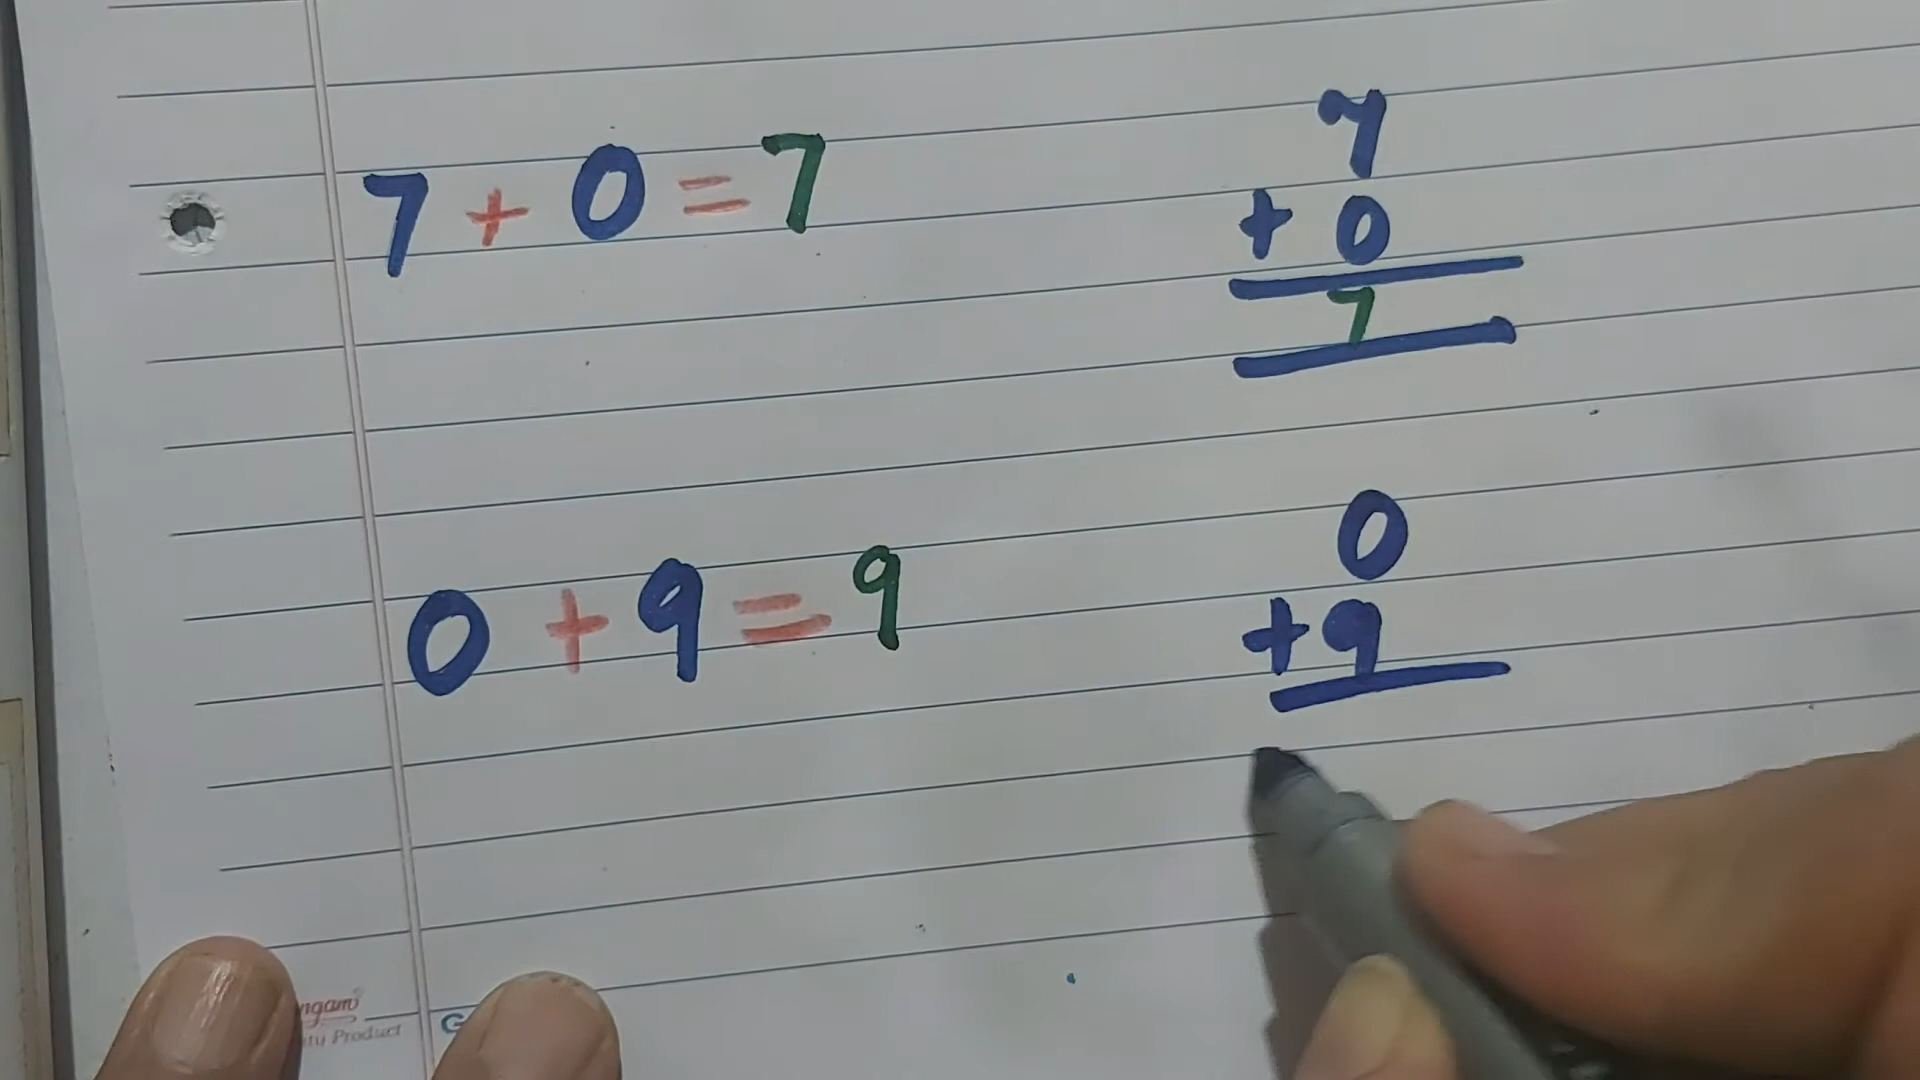 7 + 0 = 7
7
+ 0
7
0 + 9 = 9
0
+ 9